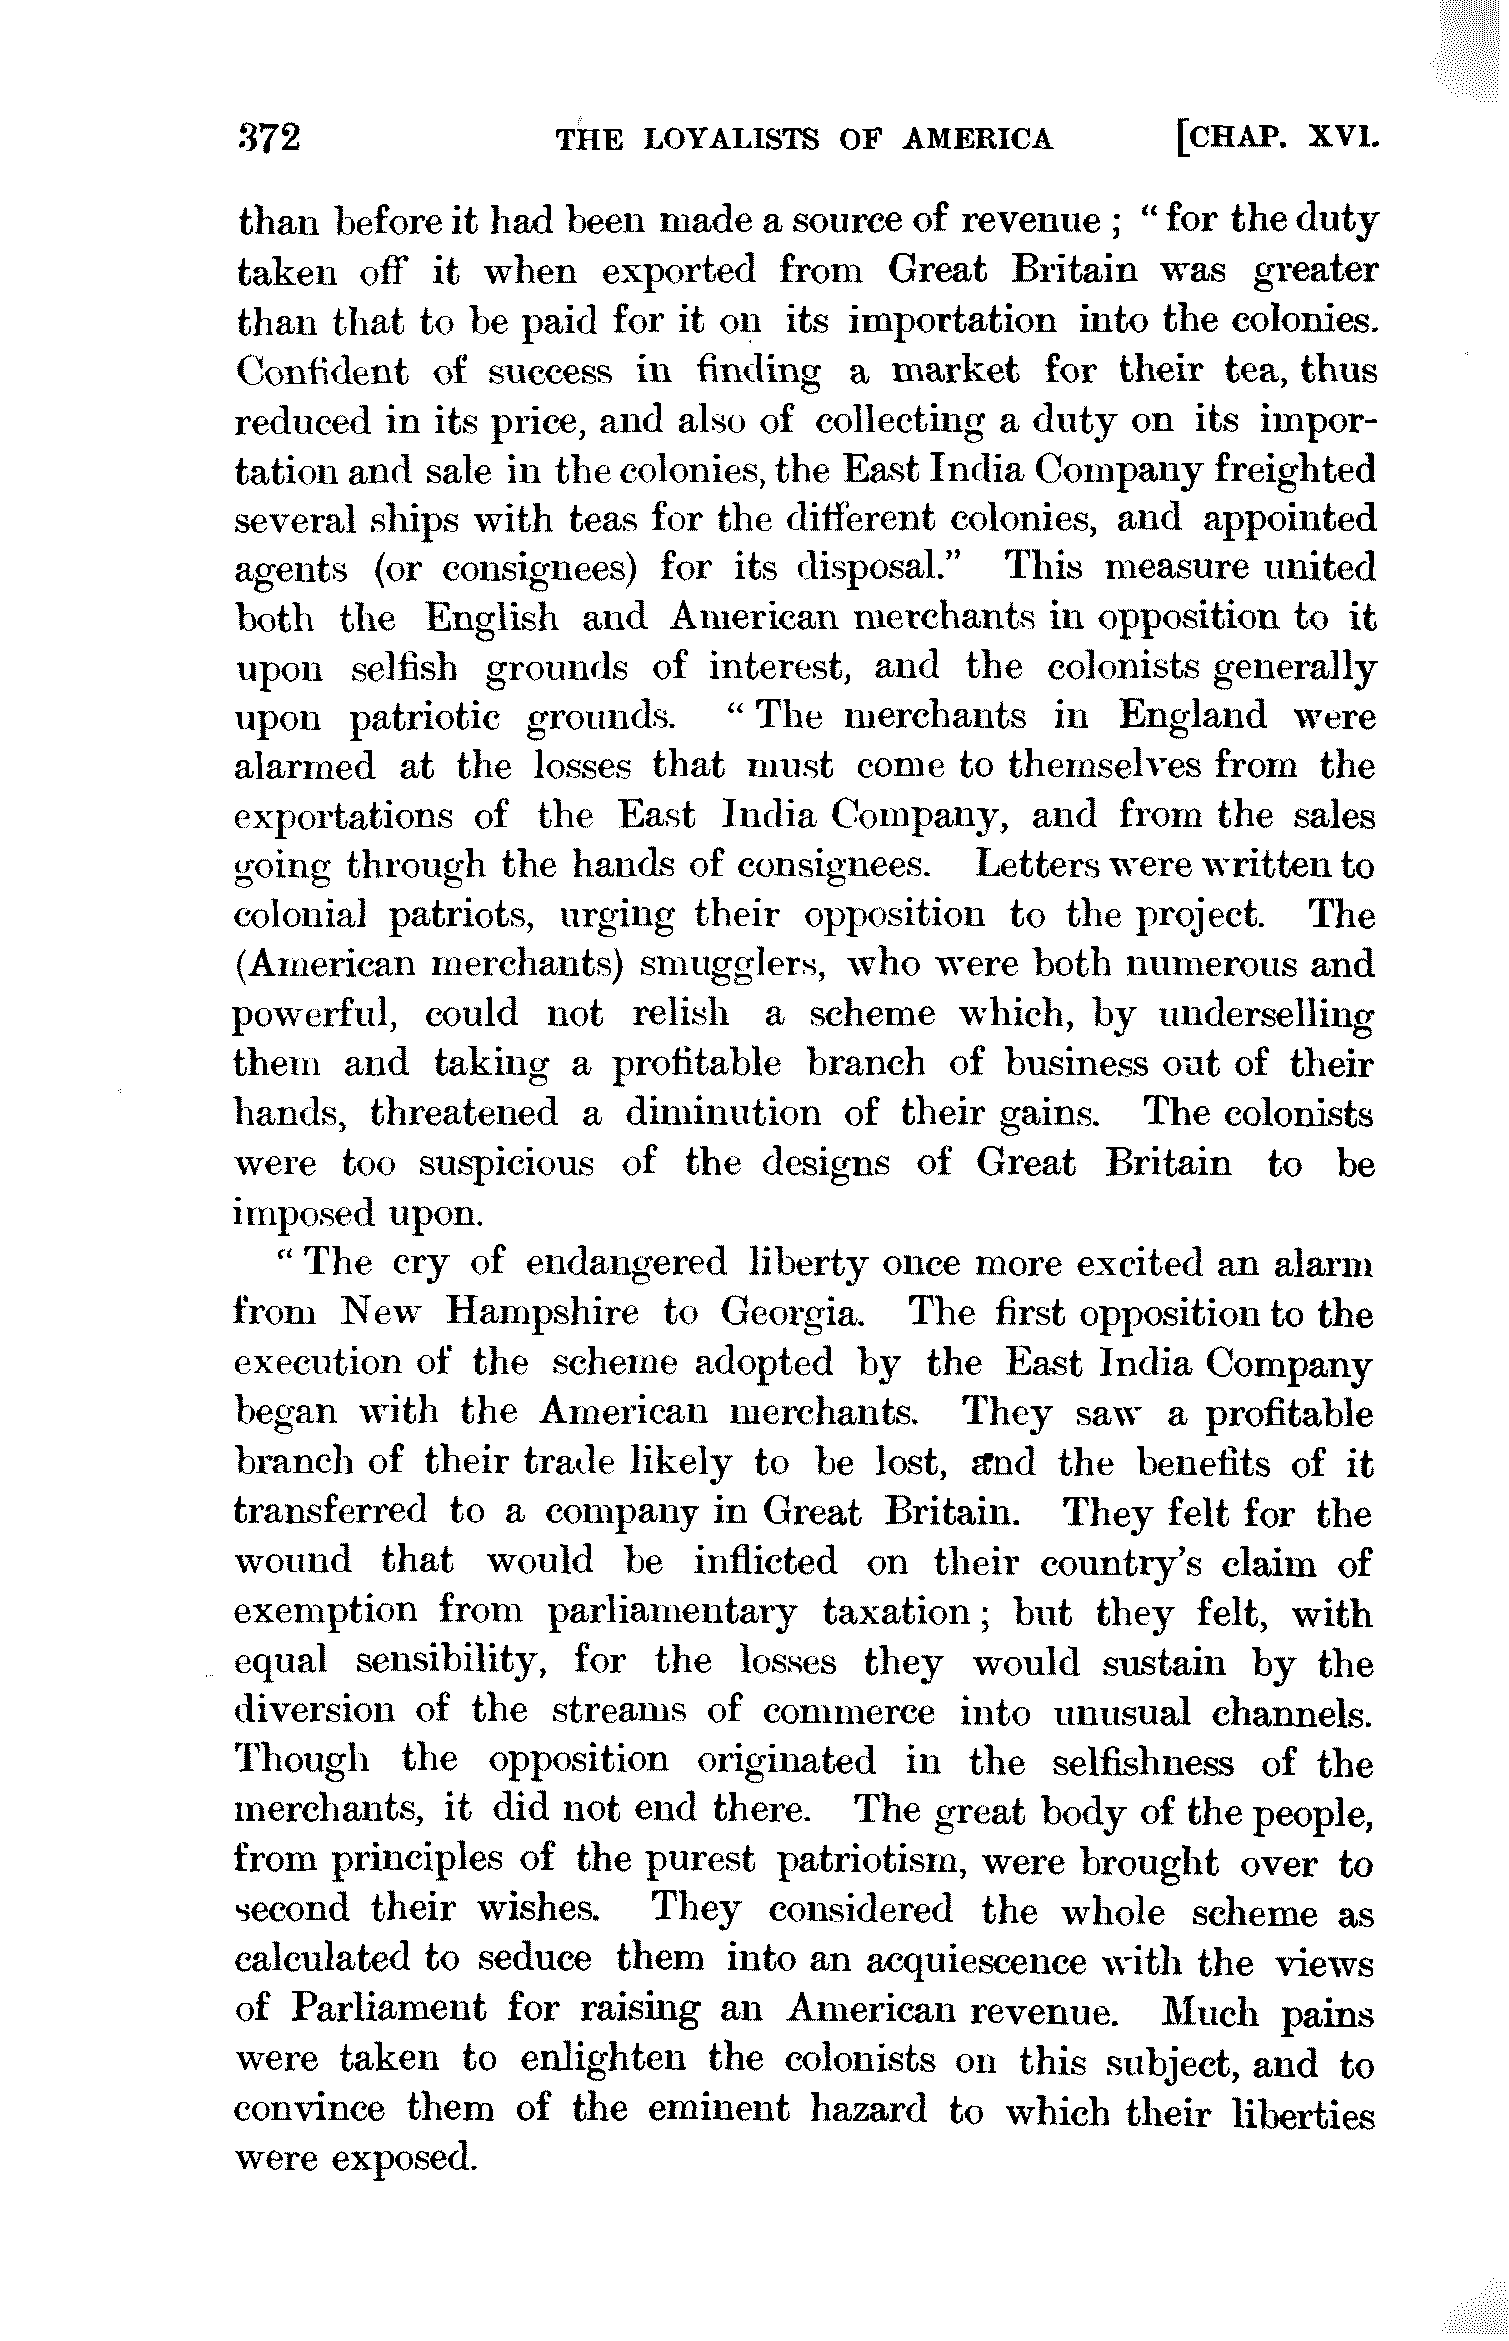 372 THE LOYALISTS OF AMERICA [CHAP. XVI.
than before it had been made a source of revenue ; " for the duty
taken off it when exported from Great Britain was greater
than that to be paid for it on its importation into the colonies.
Confident of success in finding a market for their tea, thus
reduced in its price, and also of collecting a duty on its impor-
tation and sale in the colonies, the East India Company freighted
several ships with teas for the different colonies, and appointed
agents (or consignees) for its disposal." This measure united
both the English and American merchants in opposition to it
upon selfish grounds of interest, and the colonists generally
upon patriotic grounds. " The merchants in England were
alarmed at the losses that must come to themselves from the
exportations of the East India Company, and from the sales
going through the hands of consignees. Letters were written to
colonial patriots, urging their opposition to the project. The
(American merchants) smugglers, who were both numerous and
powerful, could not relish a scheme which, by underselling
them and taking a profitable branch of business out of their
hands, threatened a diminution of their gains. The colonists
were too suspicious of the designs of Great Britain to be
imposed upon.
" The cry of endangered liberty once more excited an alarm
from New Hampshire to Georgia. The first opposition to the
execution of the scheme adopted by the East India Company
began with the American merchants. They saw a profitable
branch of their trade likely to be lost, and the benefits of it
transferred to a company in Great Britain. They felt for the
wound that would be inflicted on their country's claim of
exemption from parliamentary taxation ; but they felt, with
equal sensibility, for the losses they would sustain by the
diversion of the streams of commerce into unusual channels.
Though the opposition originated in the selfishness of the
merchants, it did not end there. The great body of the people,
from principles of the purest patriotism, were brought over to
second their wishes. They considered the whole scheme as
calculated to seduce them into an acquiescence with the views
of Parliament for raising an American revenue. Much pains
were taken to enlighten the colonists on this subject, and to
convince them of the eminent hazard to which their liberties
were exposed.